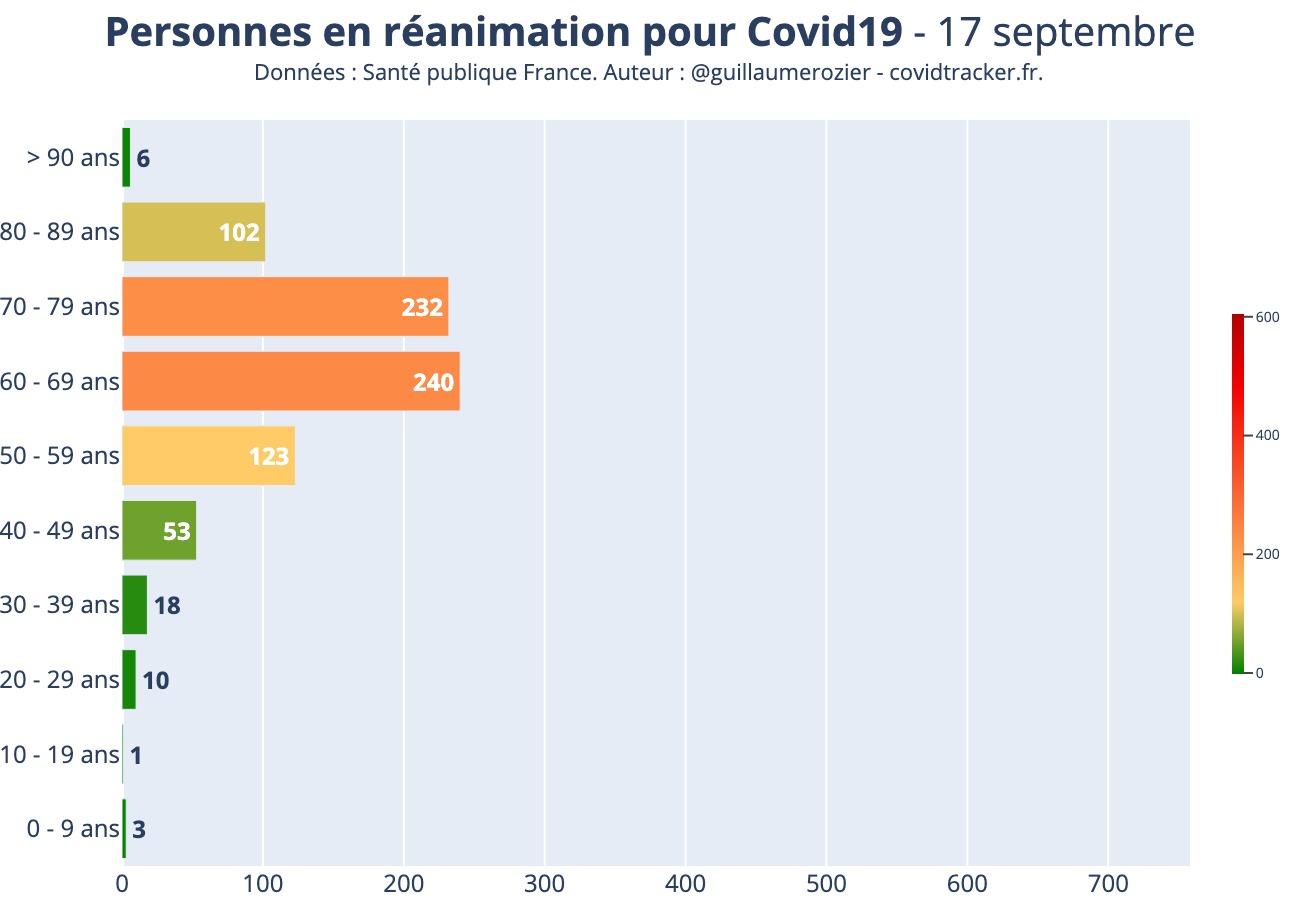 Personnes en réanimation pour Covid19 - 17 septembre
Données : Santé publique France. Auteur : @guillaumerozier - covidtracker.fr.
> 90 ans 6
80 - 89 ans 102
70 - 79 ans 232
60 - 69 ans 240
50 - 59 ans 123
40 - 49 ans 53
30 - 39 ans 18
20 - 29 ans 10
10 - 19 ans 1
0 - 9 ans 3
0 100 200 300 400 500 600 700
600
400
200
0